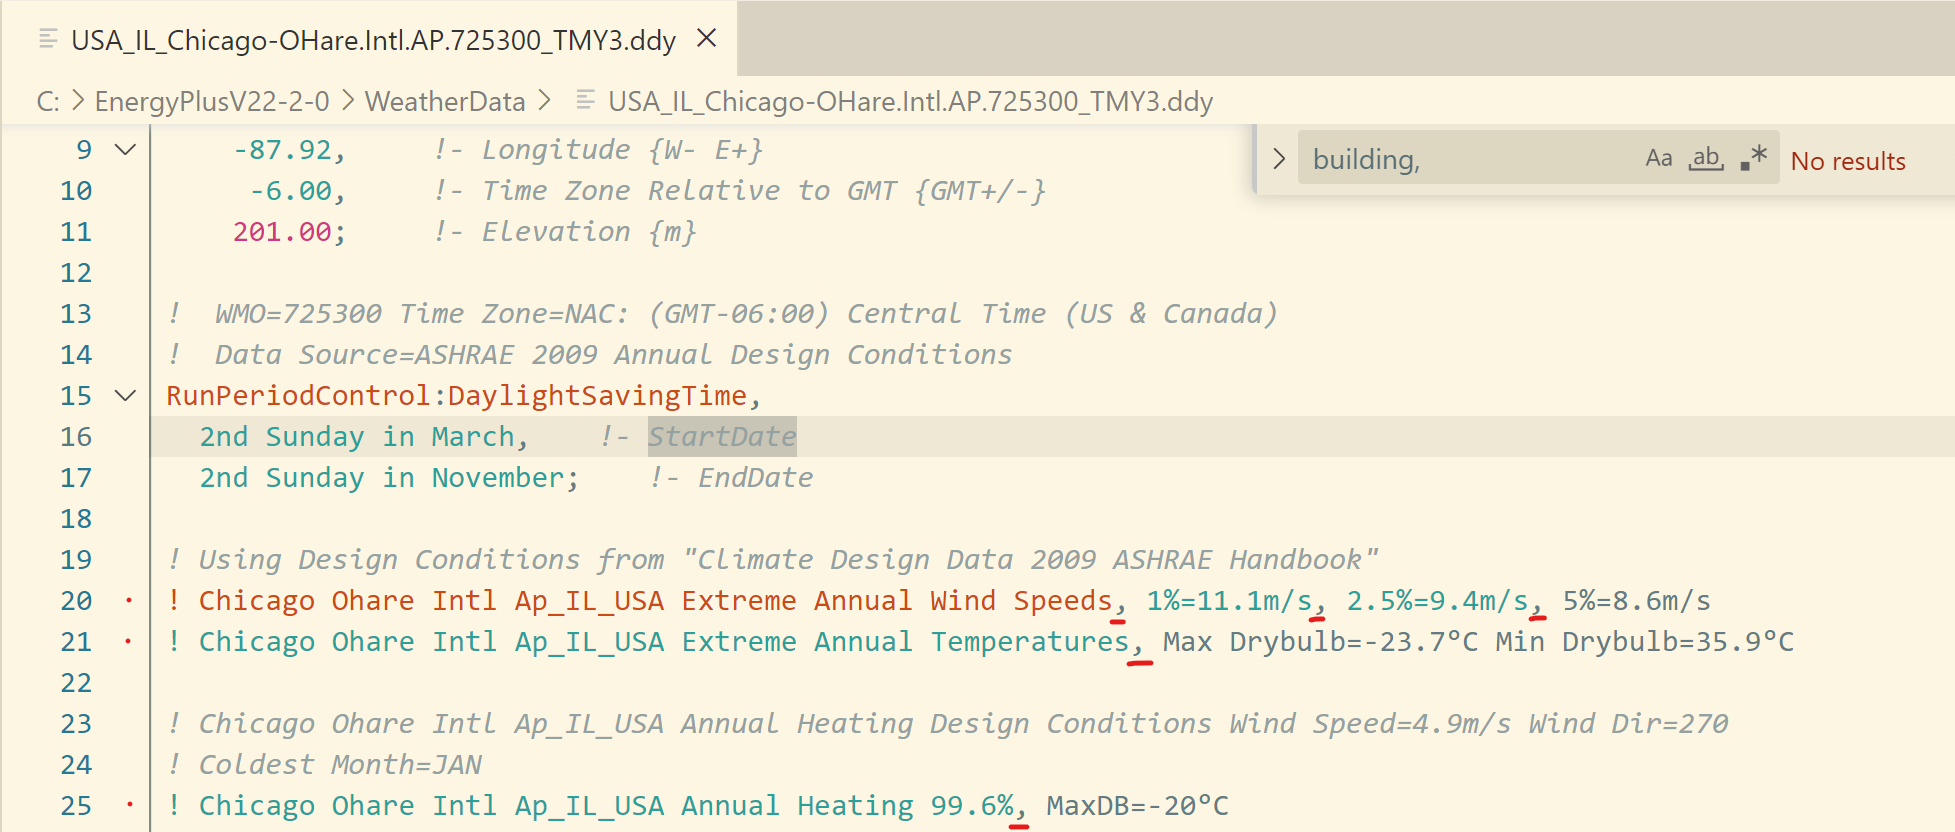 USA_IL_Chicago-OHare.Intl.AP.725300_TMY3.ddy
C: > EnergyPlusV22-2-0 > WeatherData > USA_IL_Chicago-OHare.Intl.AP.725300_TMY3.ddy
building, Aa ab .* No results
9 -87.92, !- Longitude {W- E+}
10 -6.00, !- Time Zone Relative to GMT {GMT+/-}
11 201.00; !- Elevation {m}
12
13 ! WMO=725300 Time Zone=NAC: (GMT-06:00) Central Time (US & Canada)
14 ! Data Source=ASHRAE 2009 Annual Design Conditions
15 RunPeriodControl:DaylightSavingTime,
16 2nd Sunday in March, !- StartDate
17 2nd Sunday in November; !- EndDate
18
19 ! Using Design Conditions from "Climate Design Data 2009 ASHRAE Handbook"
20 ! Chicago Ohare Intl Ap_IL_USA Extreme Annual Wind Speeds, 1%=11.1m/s, 2.5%=9.4m/s, 5%=8.6m/s
21 ! Chicago Ohare Intl Ap_IL_USA Extreme Annual Temperatures, Max Drybulb=-23.7°C Min Drybulb=35.9°C
22
23 ! Chicago Ohare Intl Ap_IL_USA Annual Heating Design Conditions Wind Speed=4.9m/s Wind Dir=270
24 ! Coldest Month=JAN
25 ! Chicago Ohare Intl Ap_IL_USA Annual Heating 99.6%, MaxDB=-20°C